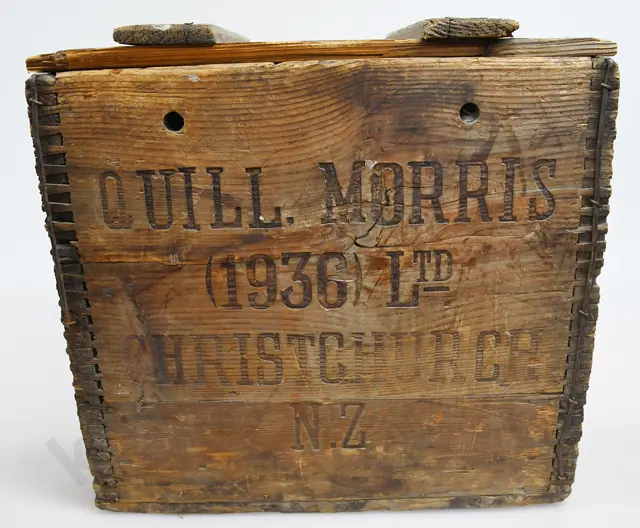 QUILL. MORRIS
(1936) LTD
CHRISTCHURCH
N.Z